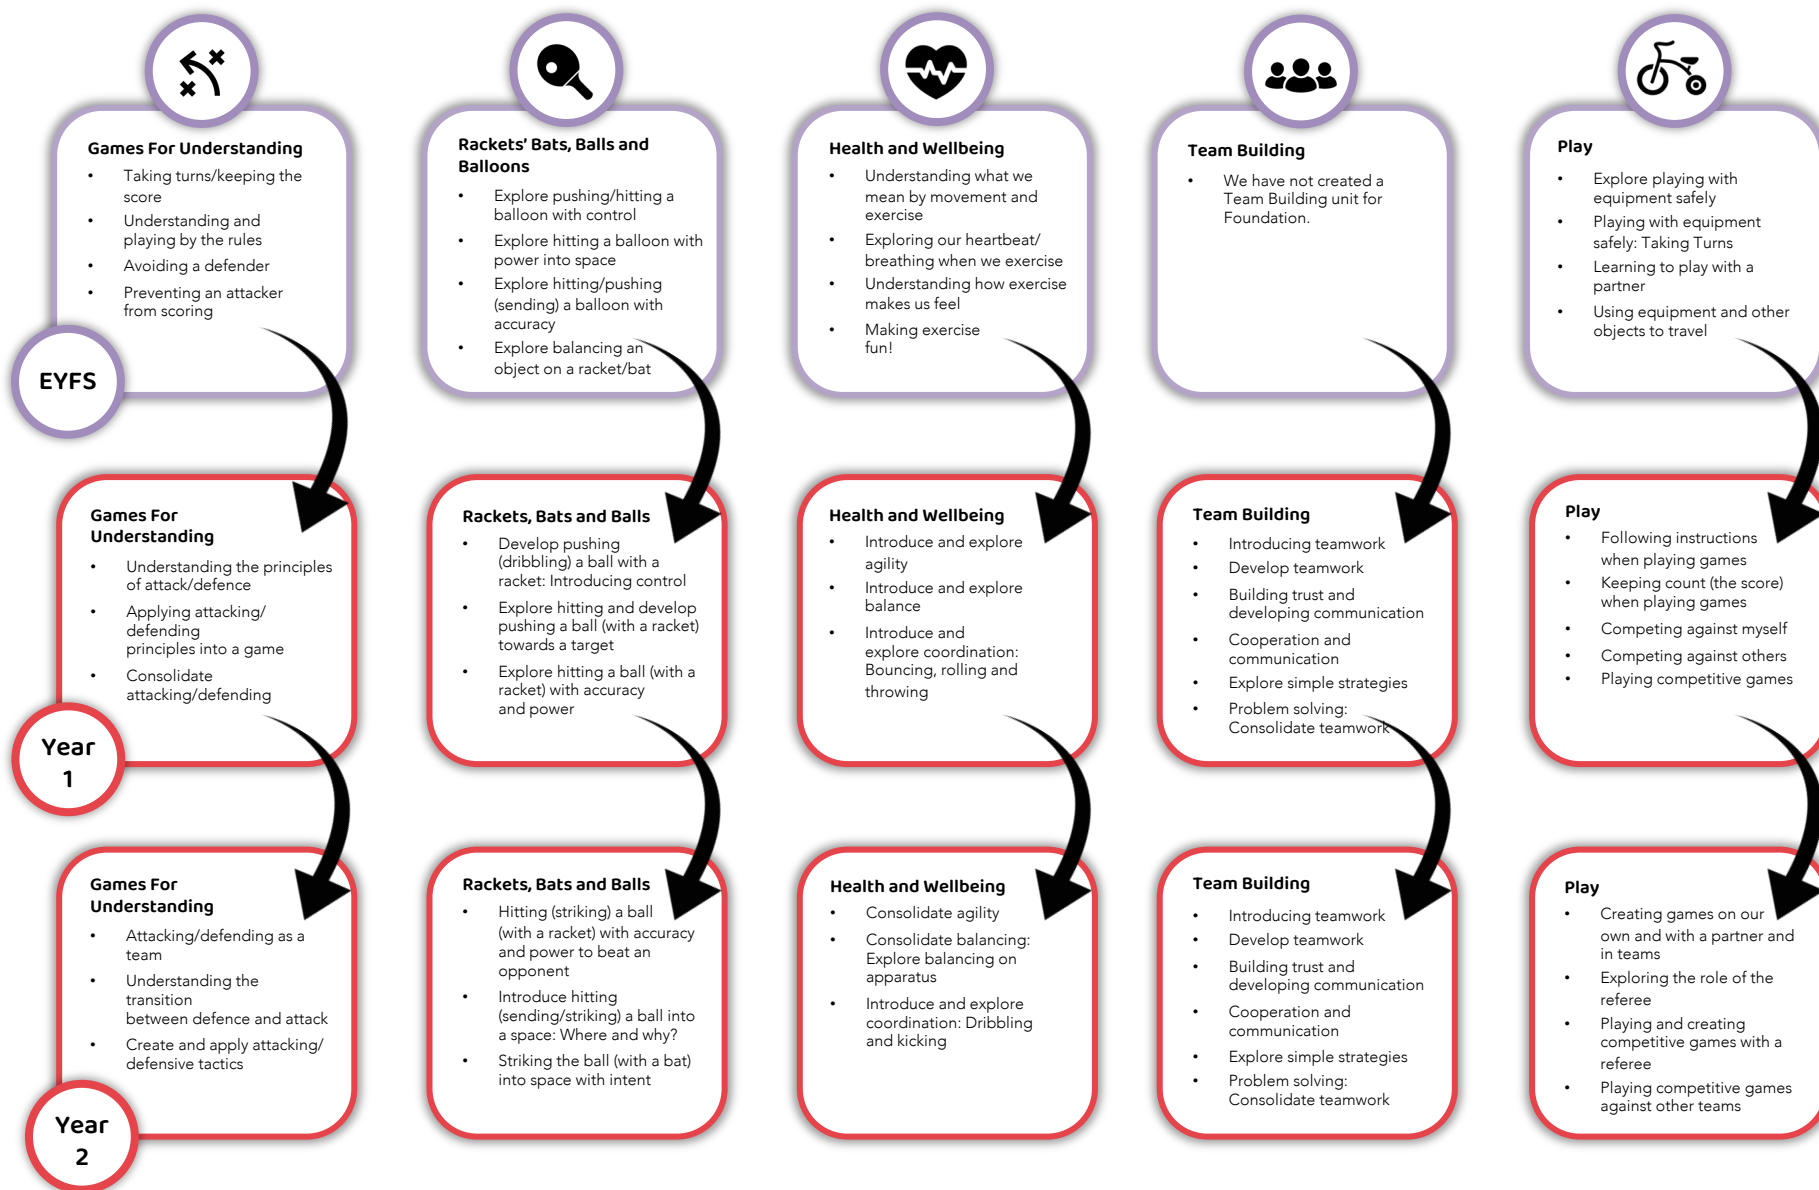 Games For Understanding
• Taking turns/keeping the
score
• Understanding and
playing by the rules
• Avoiding a defender
• Preventing an attacker
from scoring
EYFS
Rackets’ Bats, Balls and
Balloons
• Explore pushing/hitting a
balloon with control
• Explore hitting a balloon with
power into space
• Explore hitting/pushing
(sending) a balloon with
accuracy
• Explore balancing an
object on a racket/bat
Health and Wellbeing
• Understanding what we
mean by movement and
exercise
• Exploring our heartbeat/
breathing when we exercise
• Understanding how exercise
makes us feel
• Making exercise
fun!
Team Building
• We have not created a
Team Building unit for
Foundation.
Play
• Explore playing with
equipment safely
• Playing with equipment
safely: Taking Turns
• Learning to play with a
partner
• Using equipment and other
objects to travel
Games For
Understanding
• Understanding the principles
of attack/defence
• Applying attacking/
defending
principles into a game
• Consolidate
attacking/defending
Year
1
Rackets, Bats and Balls
• Develop pushing
(dribbling) a ball with a
racket: Introducing control
• Explore hitting and develop
pushing a ball (with a racket)
towards a target
• Explore hitting a ball (with a
racket) with accuracy
and power
Health and Wellbeing
• Introduce and explore
agility
• Introduce and explore
balance
• Introduce and
explore coordination:
Bouncing, rolling and
throwing
Team Building
• Introducing teamwork
• Develop teamwork
• Building trust and
developing communication
• Cooperation and
communication
• Explore simple strategies
• Problem solving:
Consolidate teamwork
Play
• Following instructions
when playing games
• Keeping count (the score)
when playing games
• Competing against myself
• Competing against others
• Playing competitive games
Games For
Understanding
• Attacking/defending as a
team
• Understanding the
transition
between defence and attack
• Create and apply attacking/
defensive tactics
Year
2
Rackets, Bats and Balls
• Hitting (striking) a ball
(with a racket) with accuracy
and power to beat an
opponent
• Introduce hitting
(sending/striking) a ball into
a space: Where and why?
• Striking the ball (with a bat)
into space with intent
Health and Wellbeing
• Consolidate agility
• Consolidate balancing:
Explore balancing on
apparatus
• Introduce and explore
coordination: Dribbling
and kicking
Team Building
• Introducing teamwork
• Develop teamwork
• Building trust and
developing communication
• Cooperation and
communication
• Explore simple strategies
• Problem solving:
Consolidate teamwork
Play
• Creating games on our
own and with a partner and
in teams
• Exploring the role of the
referee
• Playing and creating
competitive games with a
referee
• Playing competitive games
against other teams